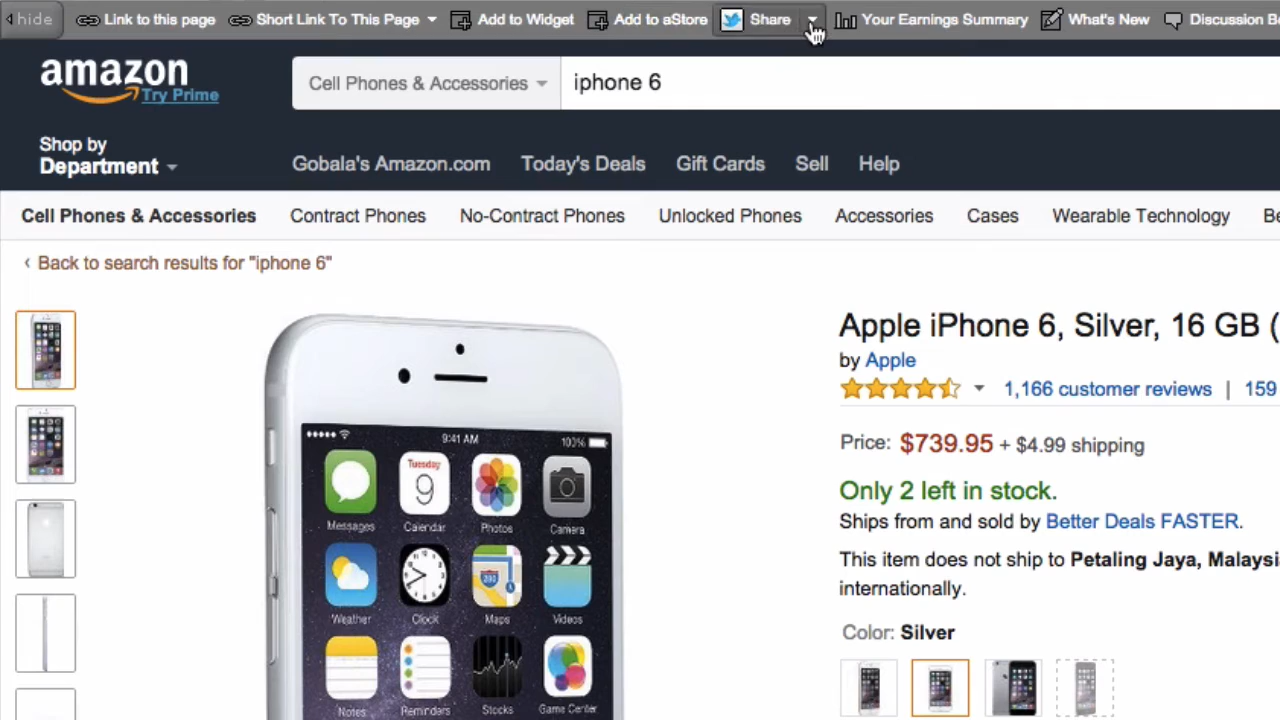 hide Link to this page Short Link To This Page Add to Widget Add to aStore Share Your Earnings Summary What's New Discussion
amazon
Try Prime
Cell Phones & Accessories iphone 6
Shop by
Department
Gobala's Amazon.com Today's Deals Gift Cards Sell Help
Cell Phones & Accessories Contract Phones No-Contract Phones Unlocked Phones Accessories Cases Wearable Technology Be
‹ Back to search results for "iphone 6"
Apple iPhone 6, Silver, 16 GB (
by Apple
1,166 customer reviews | 159
Price: $739.95 + $4.99 shipping
Only 2 left in stock.
Ships from and sold by Better Deals FASTER.
This item does not ship to Petaling Jaya, Malaysi
internationally.
Color: Silver
9:41 AM 100%
Tuesday
9
Messages Calendar Photos Camera
280
Weather Clock Maps Videos
Notes Reminders Stocks Game Center